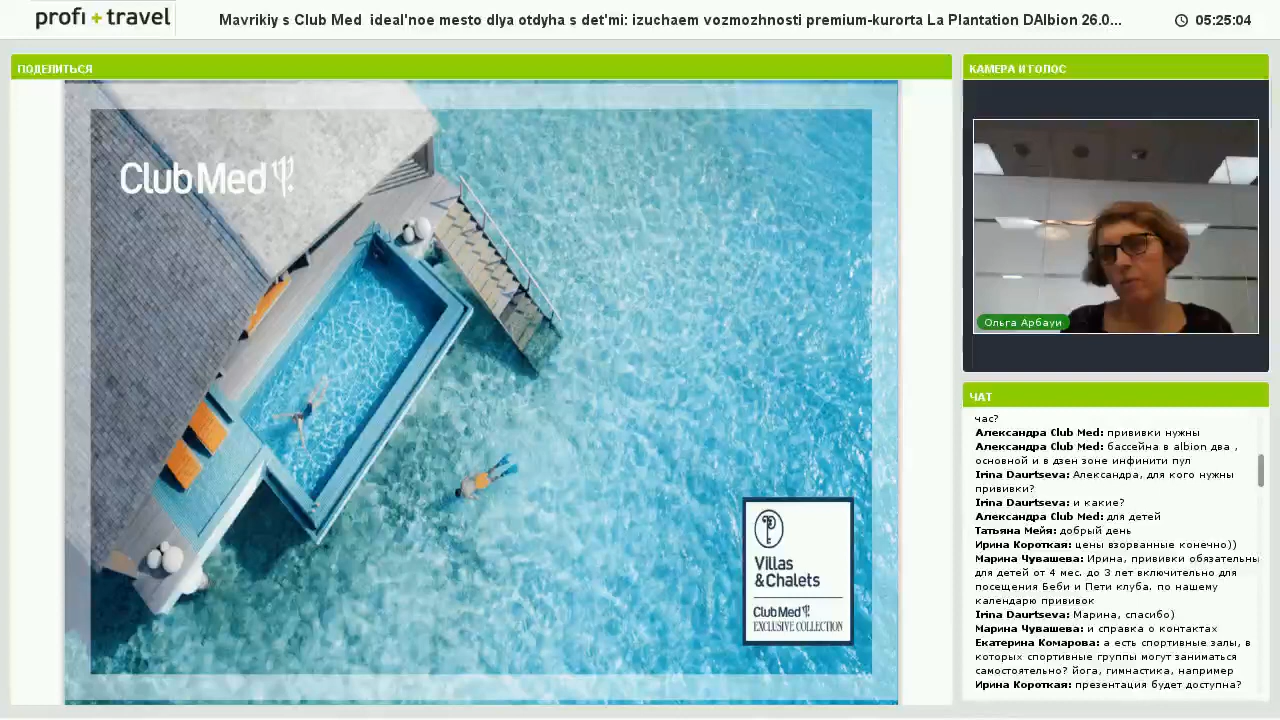 profi + travel
Mavrikiy s Club Med  ideal'noe mesto dlya otdyha s det'mi: izuchaem vozmozhnosti premium-kurorta La Plantation DAlbion 26.0...
05:25:04
ПОДЕЛИТЬСЯ
Club Med
Villas
& Chalets
Club Med
EXCLUSIVE COLLECTION
КАМЕРА И ГОЛОС
Ольга Арбауи
ЧАТ
час?
Александра Club Med: прививки нужны
Александра Club Med: бассейна в albion два ,
основной и в дзен зоне инфинити пул
Irina Daurtseva: Александра, для кого нужны
прививки?
Irina Daurtseva: и какие?
Александра Club Med: для детей
Татьяна Мейя: добрый день
Ирина Короткая: цены взорванные конечно))
Марина Чувашева: Ирина, прививки обязательны
для детей от 4 мес. до 3 лет включительно для
посещения Беби и Пети клуба. по нашему
календарю прививок
Irina Daurtseva: Марина, спасибо)
Марина Чувашева: и справка о контактах
Екатерина Комарова: а есть спортивные залы, в
которых спортивные группы могут заниматься
самостоятельно? йога, гимнастика, например
Ирина Короткая: презентация будет доступна?